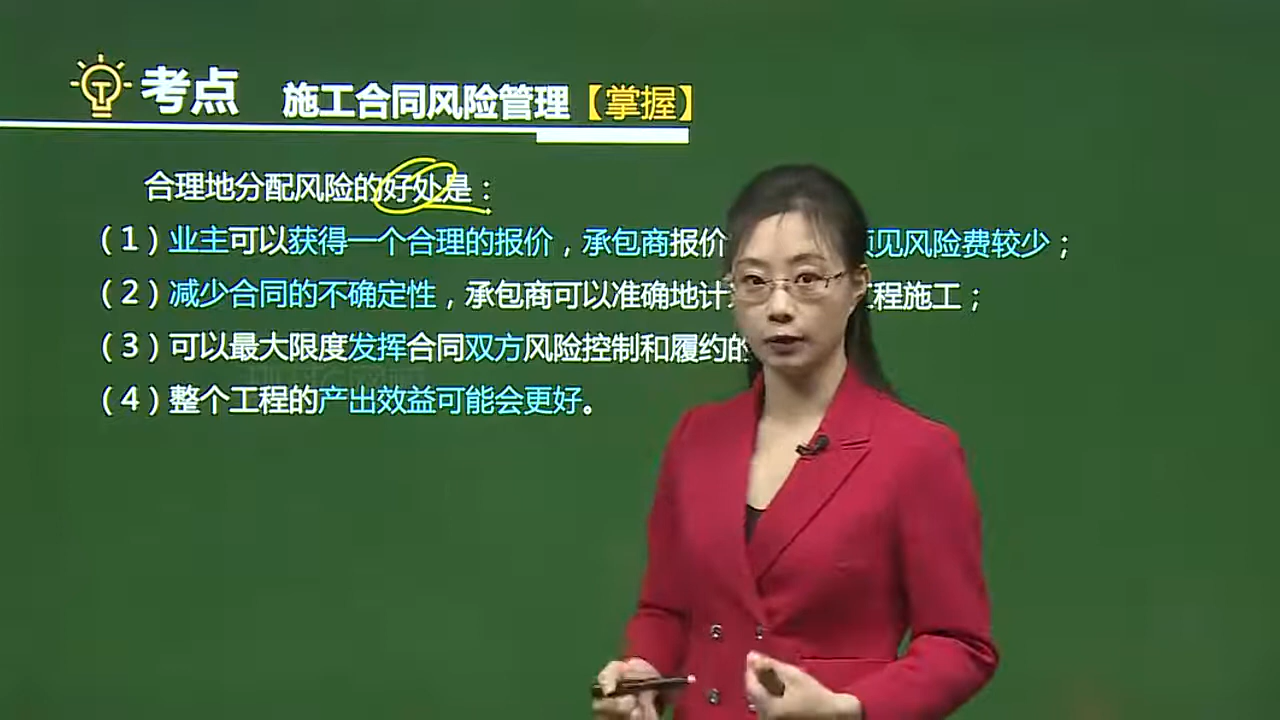 考点 施工合同风险管理【掌握】
合理地分配风险的好处是：
（1）业主可以获得一个合理的报价，承包商报价 见风险费较少；
（2）减少合同的不确定性，承包商可以准确地计 程施工；
（3）可以最大限度发挥合同双方风险控制和履约的
（4）整个工程的产出效益可能会更好。